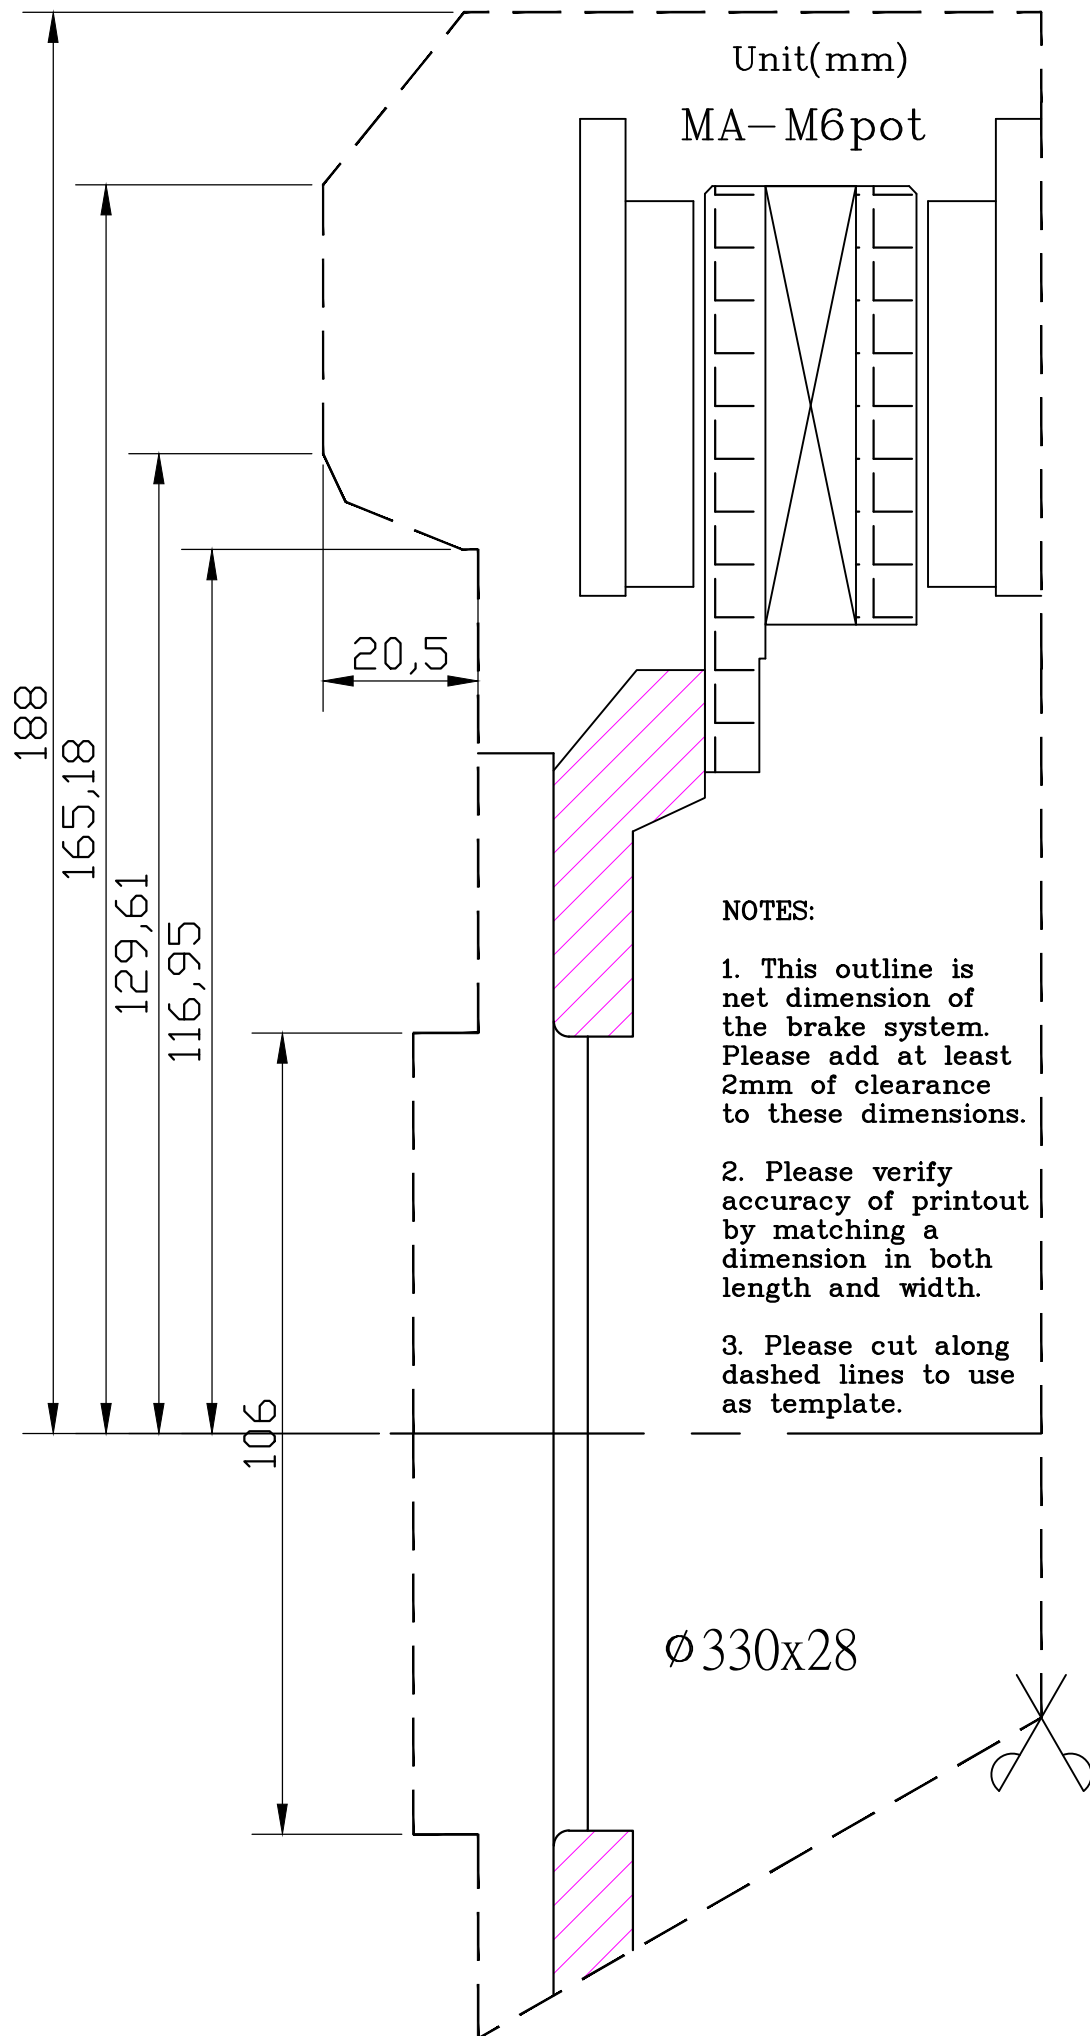 Unit(mm)
MA-M6pot
20,5
188
165,18
129,61
116,95
NOTES:
1. This outline is
net dimension of
the brake system.
Please add at least
2mm of clearance
to these dimensions.
2. Please verify
accuracy of printout
by matching a
dimension in both
length and width.
3. Please cut along
dashed lines to use
as template.
106
Ø330x28